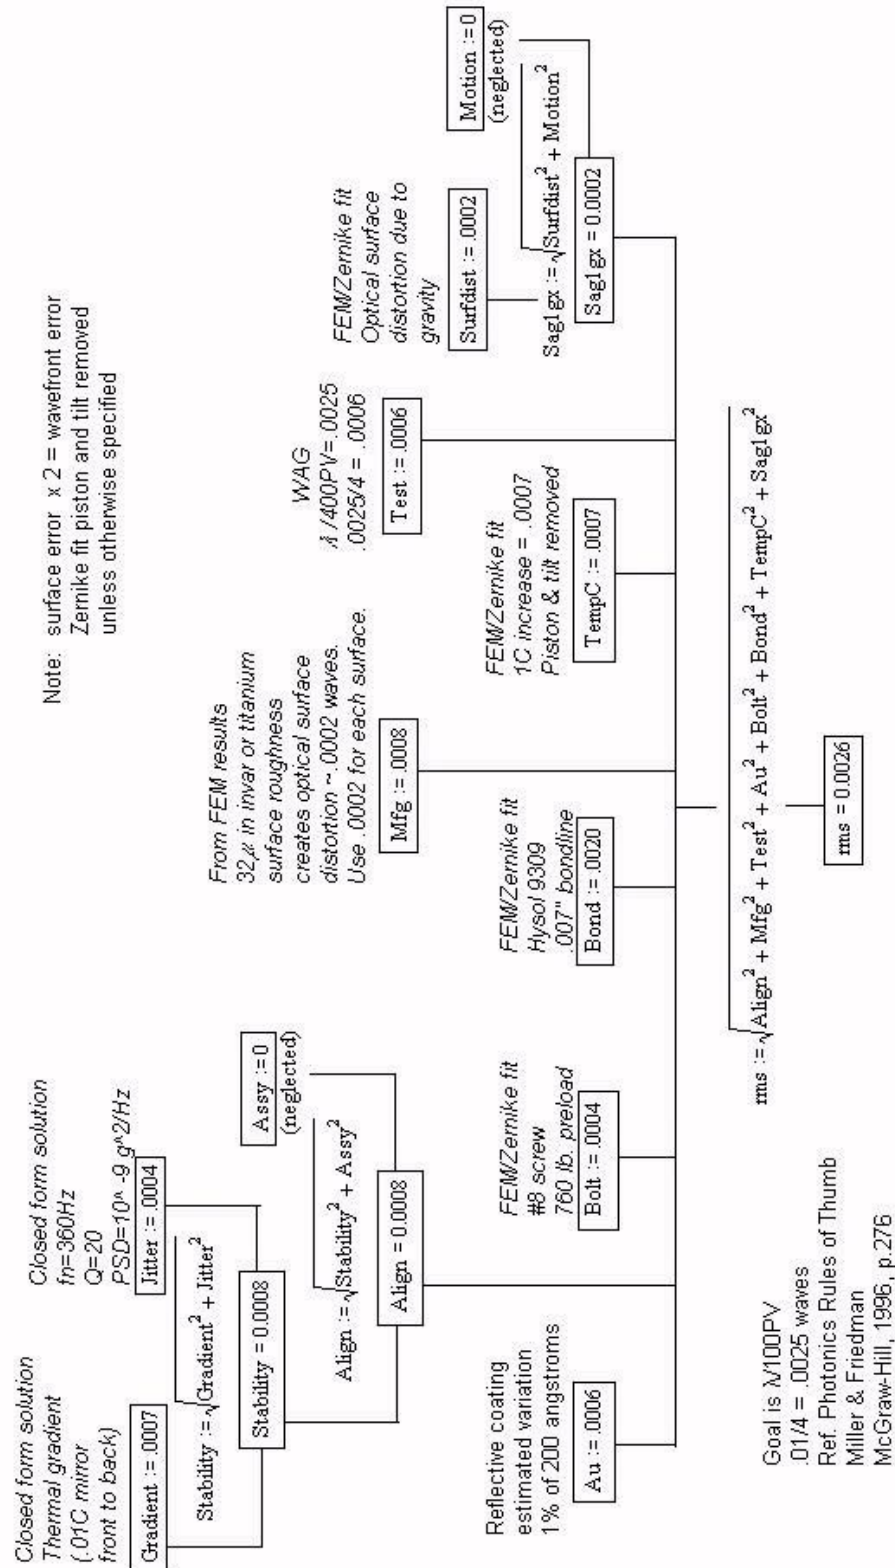 Note: surface error x 2 = wavefront error
Zernike fit piston and tilt removed
unless otherwise specified
Closed form solution
Thermal gradient
(.01C mirror
front to back)
Gradient := .0007
Closed form solution
fn=360Hz
Q=20
PSD=10^ -9 g^2/Hz
Jitter := .0004
Stability := √Gradient² + Jitter²
Stability = 0.0008
Assy := 0
(neglected)
Align := √Stability² + Assy²
Align = 0.0008
From FEM results
32μ in invar or titanium
surface roughness
creates optical surface
distortion ~.0002 waves.
Use .0002 for each surface.
Mfg := .0008
WAG
λ /400PV=.0025
.0025/4 = .0006
Test := .0006
FEM/Zernike fit
Optical surface
distortion due to
gravity
Surfdist := .0002
Motion := 0
(neglected)
Sag1gx := √Surfdist² + Motion²
Sag1gx = 0.0002
Reflective coating
estimated variation
1% of 200 angstroms
Au := .0006
FEM/Zernike fit
#8 screw
760 lb. preload
Bolt := .0004
FEM/Zernike fit
Hysol 9309
.007" bondline
Bond := .0020
FEM/Zernike fit
1C increase = .0007
Piston & tilt removed
TempC := .0007
rms := √Align² + Mfg² + Test² + Au² + Bolt² + Bond² + TempC² + Sag1gx²
rms = 0.0026
Goal is λ/100PV
.01/4 = .0025 waves
Ref. Photonics Rules of Thumb
Miller & Friedman
McGraw-Hill, 1996, p.276